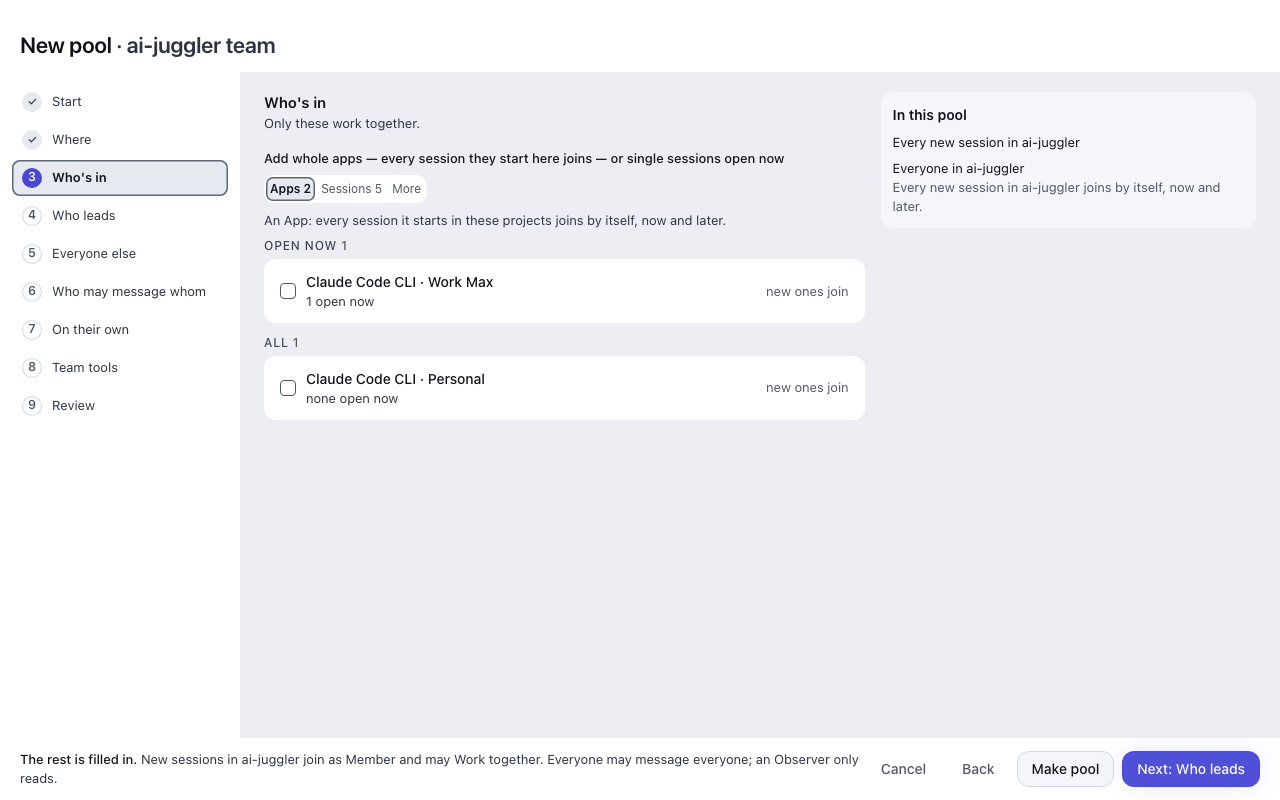 New pool · ai-juggler team
Start
Where
3 Who's in
4 Who leads
5 Everyone else
6 Who may message whom
7 On their own
8 Team tools
9 Review
Who's in
Only these work together.
Add whole apps — every session they start here joins — or single sessions open now
Apps 2 Sessions 5 More
An App: every session it starts in these projects joins by itself, now and later.
OPEN NOW 1
Claude Code CLI · Work Max
1 open now
new ones join
ALL 1
Claude Code CLI · Personal
none open now
new ones join
In this pool
Every new session in ai-juggler
Everyone in ai-juggler
Every new session in ai-juggler joins by itself, now and
later.
The rest is filled in. New sessions in ai-juggler join as Member and may Work together. Everyone may message everyone; an Observer only
reads.
Cancel Back Make pool Next: Who leads